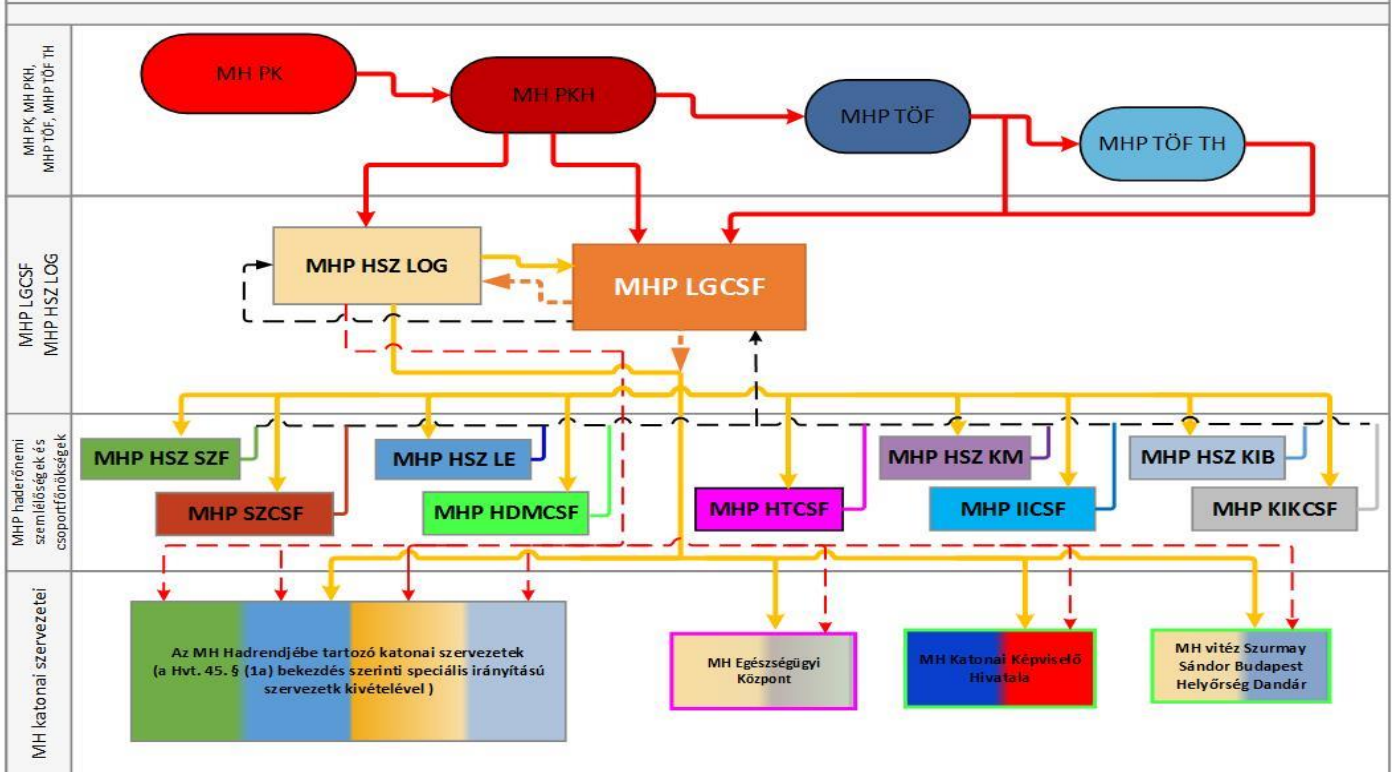 MH PK, MH PKH,
MHP TÖF, MHP TÖF TH
MH PK
MH PKH
MHP TÖF
MHP TÖF TH
MHP LGCSF
MHP HSZ LOG
MHP HSZ LOG
MHP LGCSF
MHP haderőnemi
szemlélőségek és
csoportfőnökségek
MHP HSZ SZF
MHP HSZ LE
MHP HSZ KM
MHP HSZ KIB
MHP SZCSF
MHP HDMCSF
MHP HTCSF
MHP IICSF
MHP KIKCSF
MH katonai szervezetei
Az MH Hadrendjébe tartozó katonai szervezetek
(a Hvt. 45. § (1a) bekezdés szerinti speciális irányítású
szervezetk kivételével )
MH Egészségügyi
Központ
MH Katonai Képviselő
Hivatala
MH vitéz Szurmay
Sándor Budapest
Helyőrség Dandár